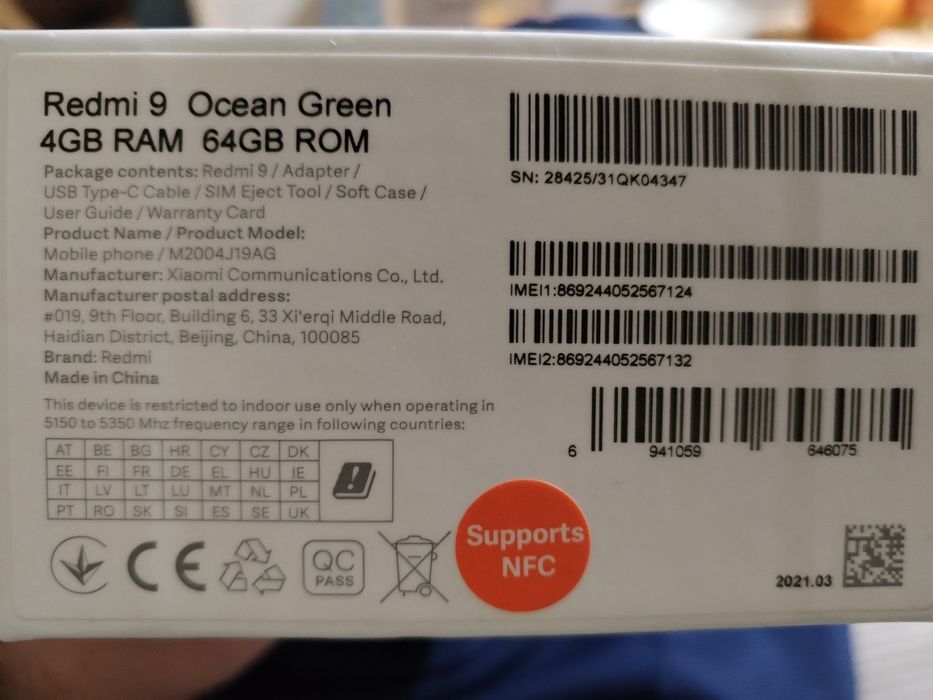 Redmi 9 Ocean Green
4GB RAM 64GB ROM
Package contents: Redmi 9 / Adapter /
USB Type-C Cable / SIM Eject Tool / Soft Case /
User Guide / Warranty Card
Product Name / Product Model:
Mobile phone / M2004J19AG
Manufacturer: Xiaomi Communications Co., Ltd.
Manufacturer postal address:
#019, 9th Floor, Building 6, 33 Xi'erqi Middle Road,
Haidian District, Beijing, China, 100085
Brand: Redmi
Made in China
This device is restricted to indoor use only when operating in
5150 to 5350 Mhz frequency range in following countries:
AT BE BG HR CY CZ DK
EE FI FR DE EL HU IE
IT LV LT LU MT NL PL
PT RO SK SI ES SE UK
CE
QC
PASS
SN: 28425/31QK04347
IMEI1:869244052567124
IMEI2:869244052567132
6 941059 646075
Supports
NFC
2021.03